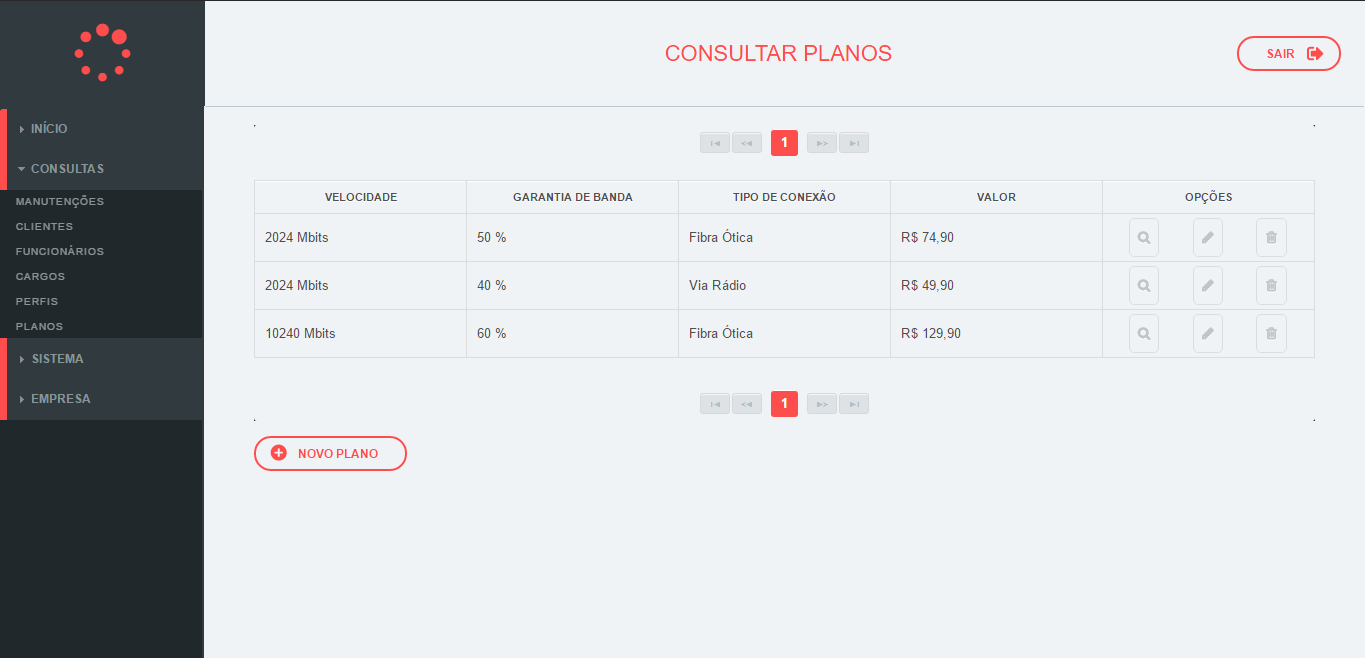 CONSULTAR PLANOS
SAIR
INÍCIO
CONSULTAS
MANUTENÇÕES
CLIENTES
FUNCIONÁRIOS
CARGOS
PERFIS
PLANOS
SISTEMA
EMPRESA
1
VELOCIDADE GARANTIA DE BANDA TIPO DE CONEXÃO VALOR OPÇÕES
2024 Mbits 50 % Fibra Ótica R$ 74,90
2024 Mbits 40 % Via Rádio R$ 49,90
10240 Mbits 60 % Fibra Ótica R$ 129,90
1
NOVO PLANO